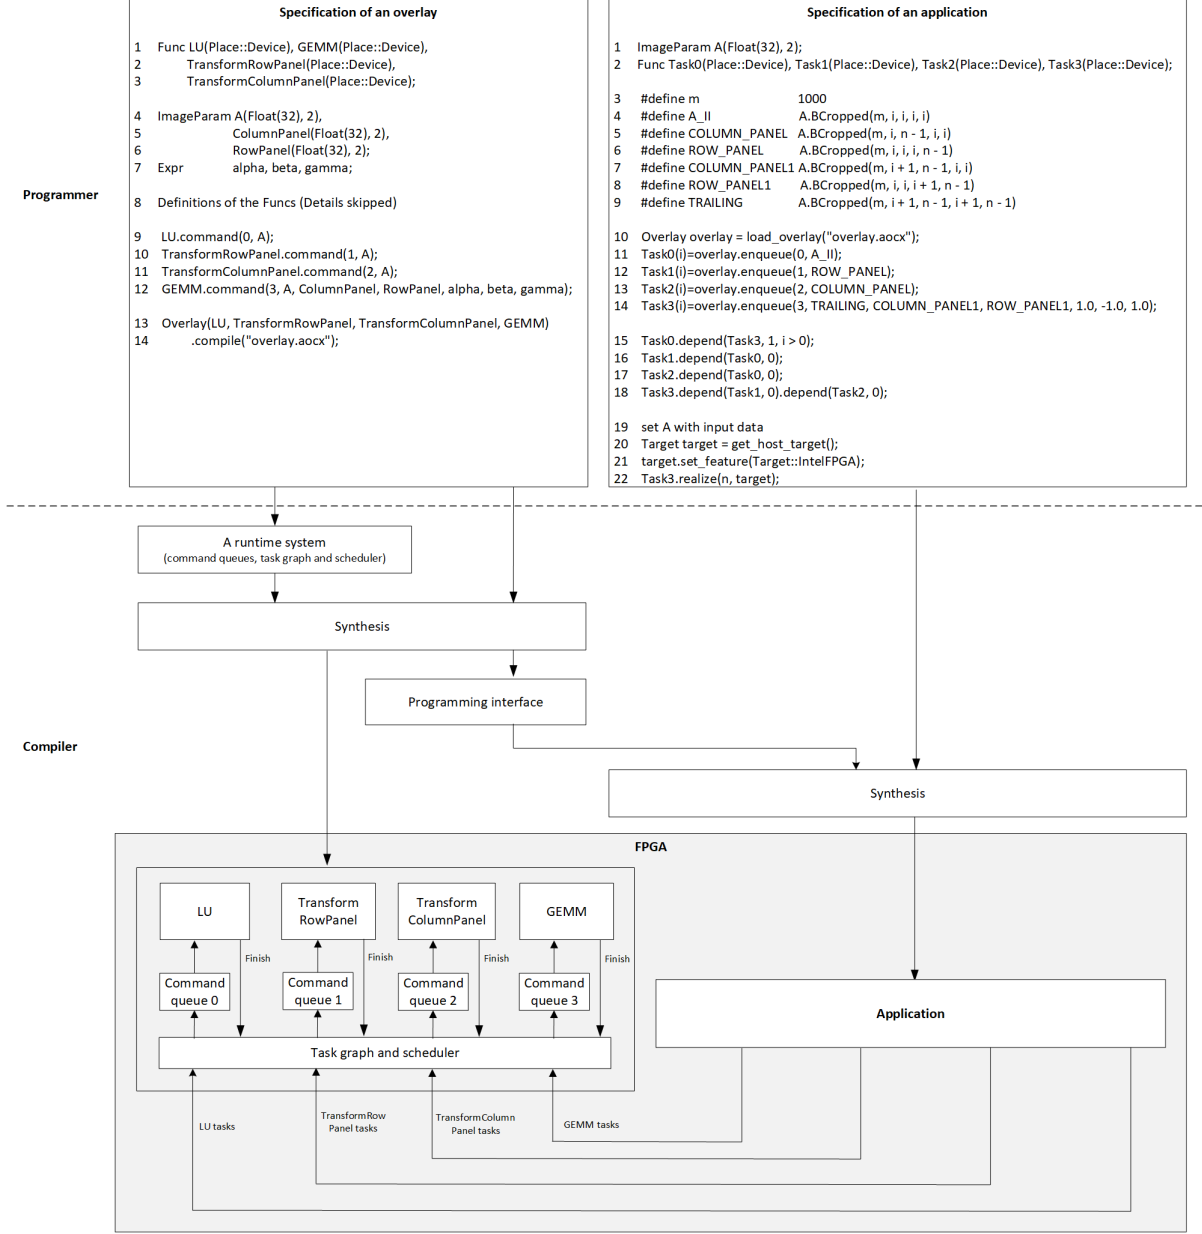 Specification of an overlay
1 Func LU(Place::Device), GEMM(Place::Device),
2 TransformRowPanel(Place::Device),
3 TransformColumnPanel(Place::Device);
4 ImageParam A(Float(32), 2),
5 ColumnPanel(Float(32), 2),
6 RowPanel(Float(32), 2);
7 Expr alpha, beta, gamma;
8 Definitions of the Funcs (Details skipped)
9 LU.command(0, A);
10 TransformRowPanel.command(1, A);
11 TransformColumnPanel.command(2, A);
12 GEMM.command(3, A, ColumnPanel, RowPanel, alpha, beta, gamma);
13 Overlay(LU, TransformRowPanel, TransformColumnPanel, GEMM)
14 .compile("overlay.aocx");
Specification of an application
1 ImageParam A(Float(32), 2);
2 Func Task0(Place::Device), Task1(Place::Device), Task2(Place::Device), Task3(Place::Device);
3 #define m 1000
4 #define A_II A.BCropped(m, i, i, i, i)
5 #define COLUMN_PANEL A.BCropped(m, i, n - 1, i, i)
6 #define ROW_PANEL A.BCropped(m, i, i, i, n - 1)
7 #define COLUMN_PANEL1 A.BCropped(m, i + 1, n - 1, i, i)
8 #define ROW_PANEL1 A.BCropped(m, i, i, i + 1, n - 1)
9 #define TRAILING A.BCropped(m, i + 1, n - 1, i + 1, n - 1)
10 Overlay overlay = load_overlay("overlay.aocx");
11 Task0(i)=overlay.enqueue(0, A_II);
12 Task1(i)=overlay.enqueue(1, ROW_PANEL);
13 Task2(i)=overlay.enqueue(2, COLUMN_PANEL);
14 Task3(i)=overlay.enqueue(3, TRAILING, COLUMN_PANEL1, ROW_PANEL1, 1.0, -1.0, 1.0);
15 Task0.depend(Task3, 1, i > 0);
16 Task1.depend(Task0, 0);
17 Task2.depend(Task0, 0);
18 Task3.depend(Task1, 0).depend(Task2, 0);
19 set A with input data
20 Target target = get_host_target();
21 target.set_feature(Target::IntelFPGA);
22 Task3.realize(n, target);
Programmer
A runtime system
(command queues, task graph and scheduler)
Synthesis
Programming interface
Compiler
Synthesis
FPGA
LU
Transform
RowPanel
Transform
ColumnPanel
GEMM
Finish
Finish
Finish
Finish
Command
queue 0
Command
queue 1
Command
queue 2
Command
queue 3
Application
Task graph and scheduler
LU tasks
TransformRow
Panel tasks
TransformColumn
Panel tasks
GEMM tasks